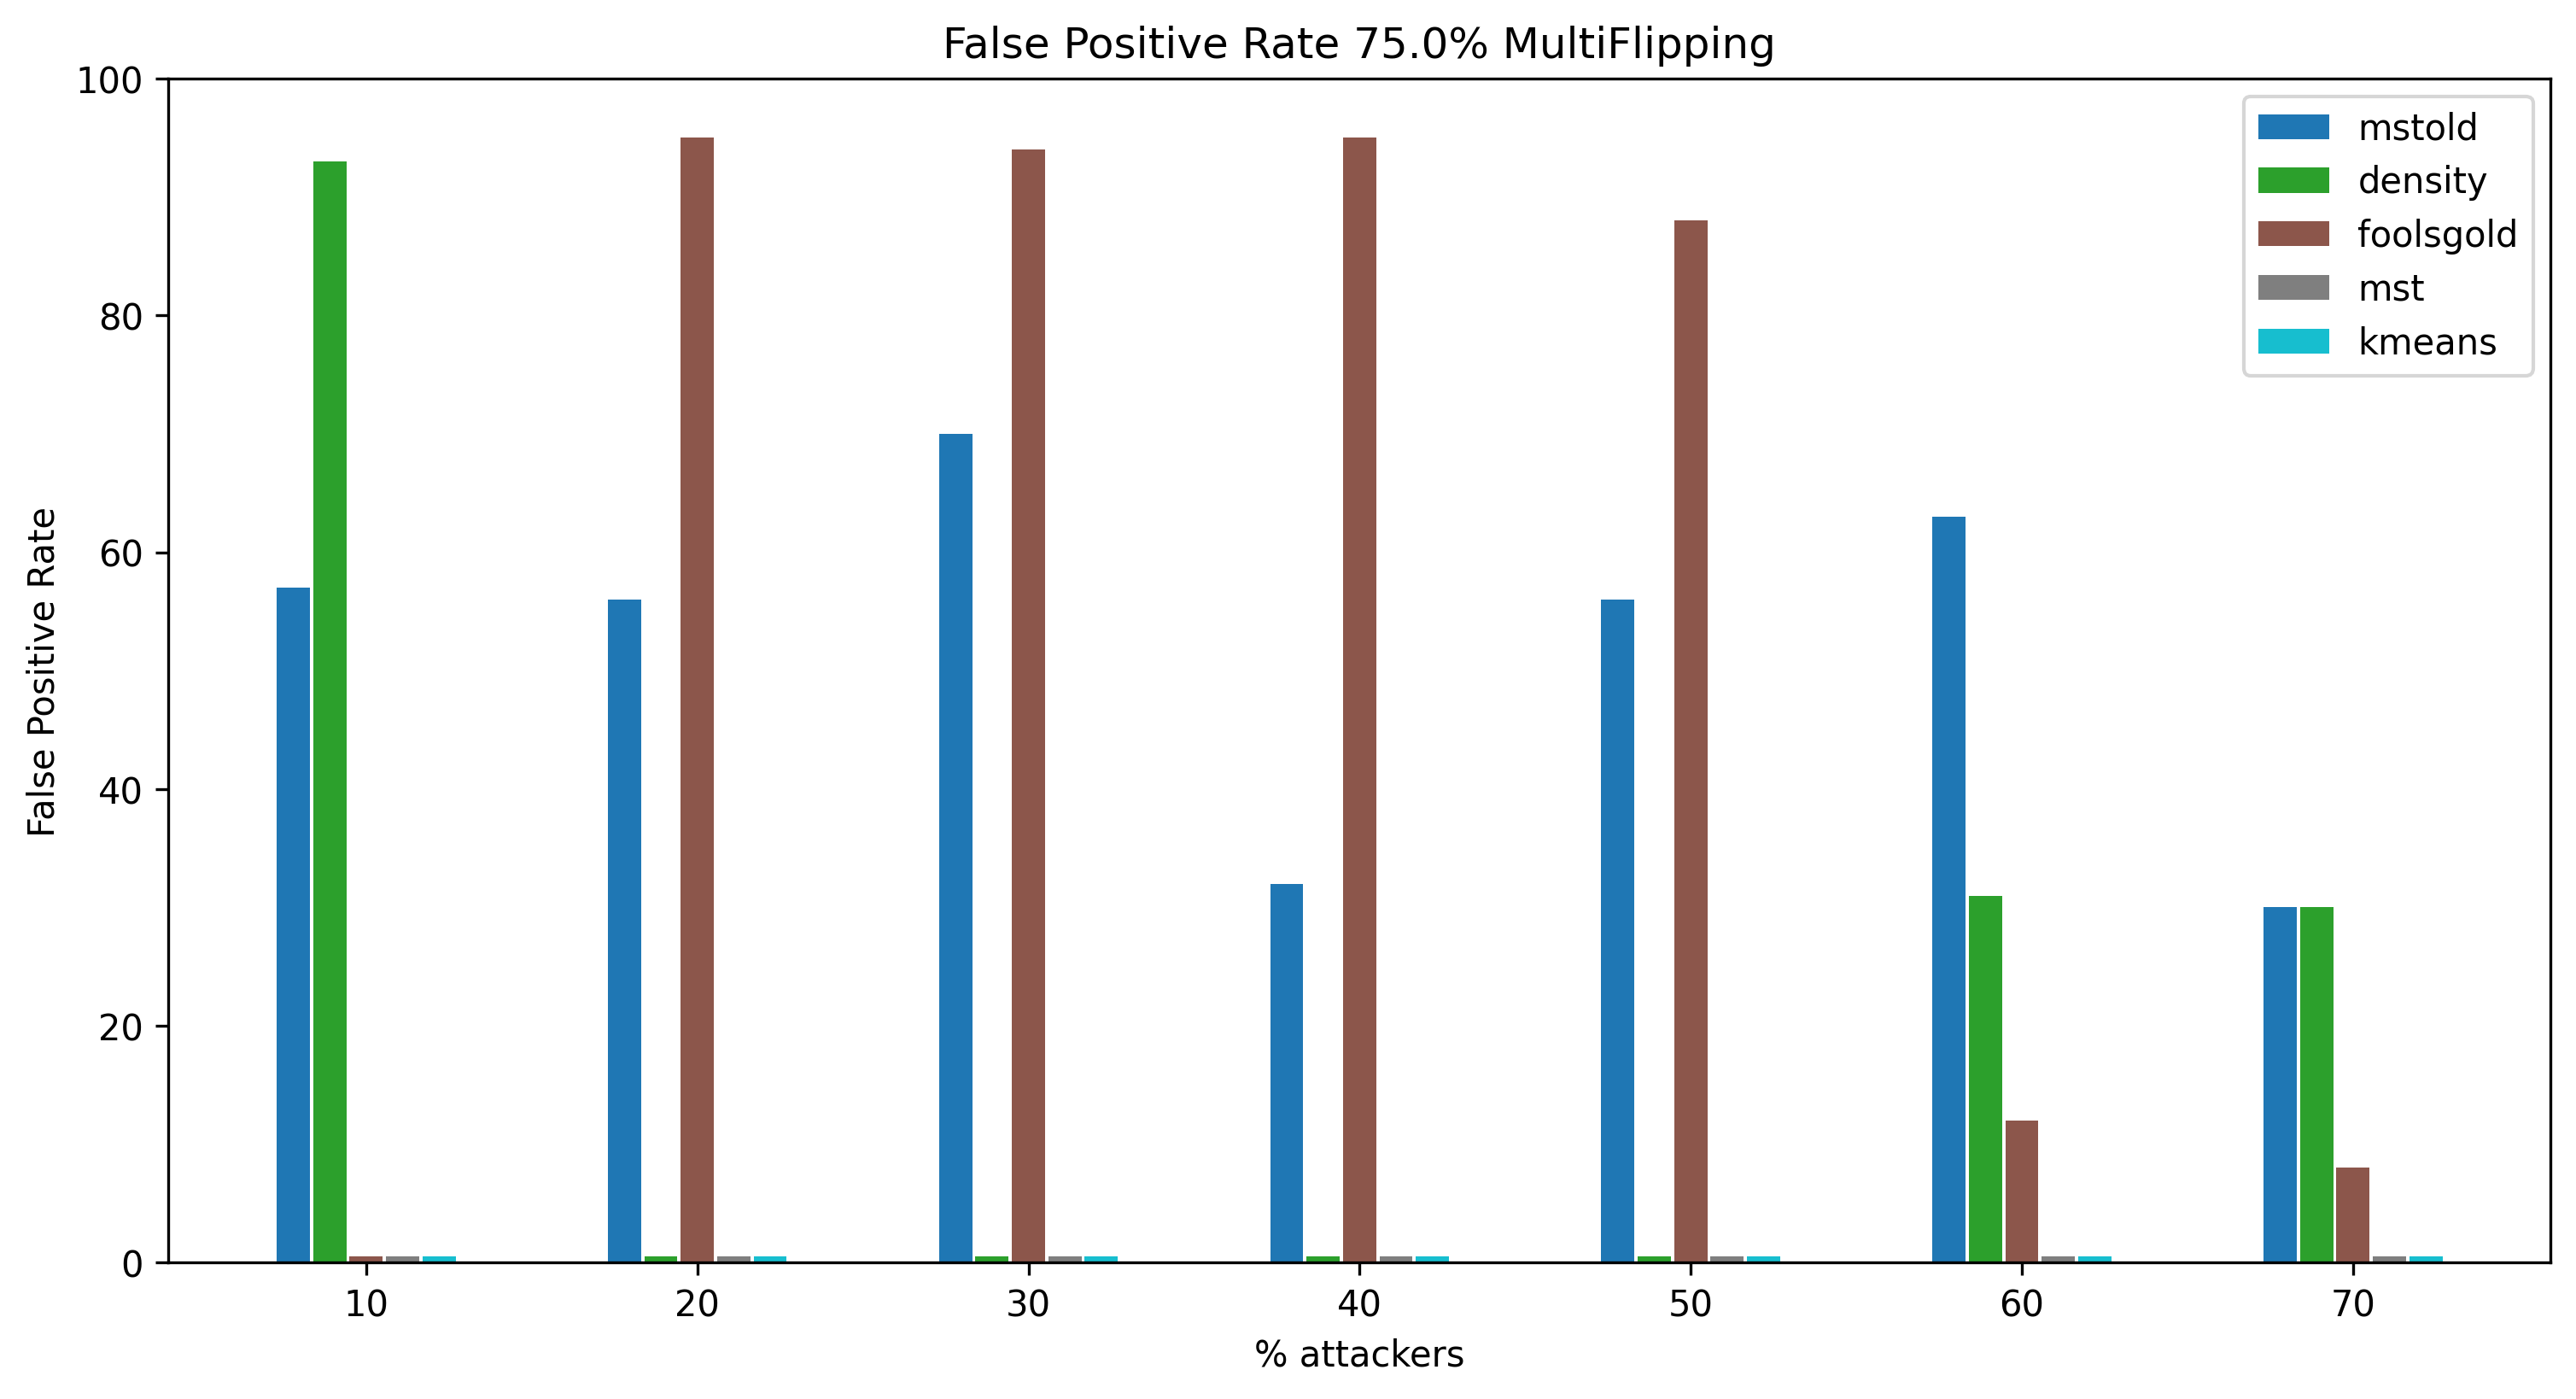 False Positive Rate 75.0% MultiFlipping
100
80
60
40
20
0
False Positive Rate
mstold
density
foolsgold
mst
kmeans
10 20 30 40 50 60 70
% attackers